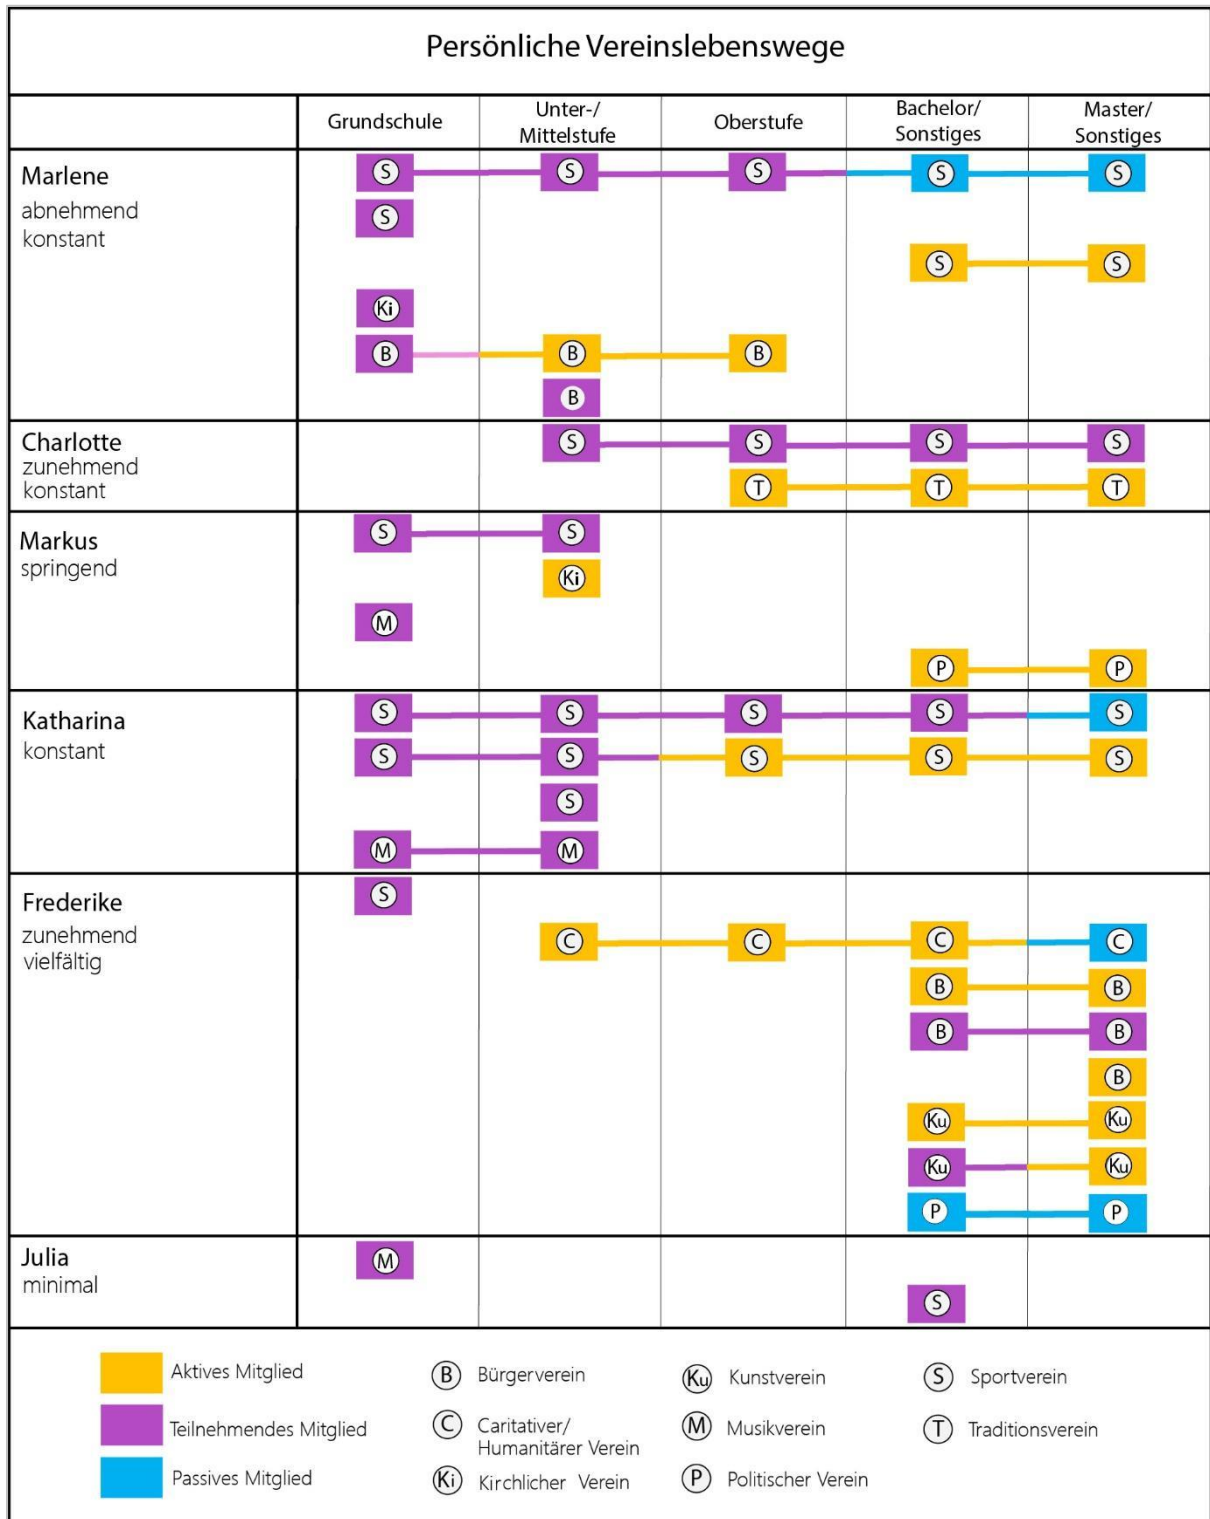 Persönliche Vereinslebenswege
Grundschule
Unter-/
Mittelstufe
Oberstufe
Bachelor/
Sonstiges
Master/
Sonstiges
Marlene
abnehmend
konstant
S S S S S
S
S S
Ki
B B B
B
Charlotte
zunehmend
konstant
S S S S
T T T
Markus
springend
S S
Ki
M
P P
Katharina
konstant
S S S S S
S S S S S
S
M M
Frederike
zunehmend
vielfältig
S
C C C C
B B
B B
B
Ku Ku
Ku Ku
P P
Julia
minimal
M
S
Aktives Mitglied
Teilnehmendes Mitglied
Passives Mitglied
B Bürgerverein
C Caritativer/
Humanitärer Verein
Ki Kirchlicher Verein
Ku Kunstverein
M Musikverein
P Politischer Verein
S Sportverein
T Traditionsverein